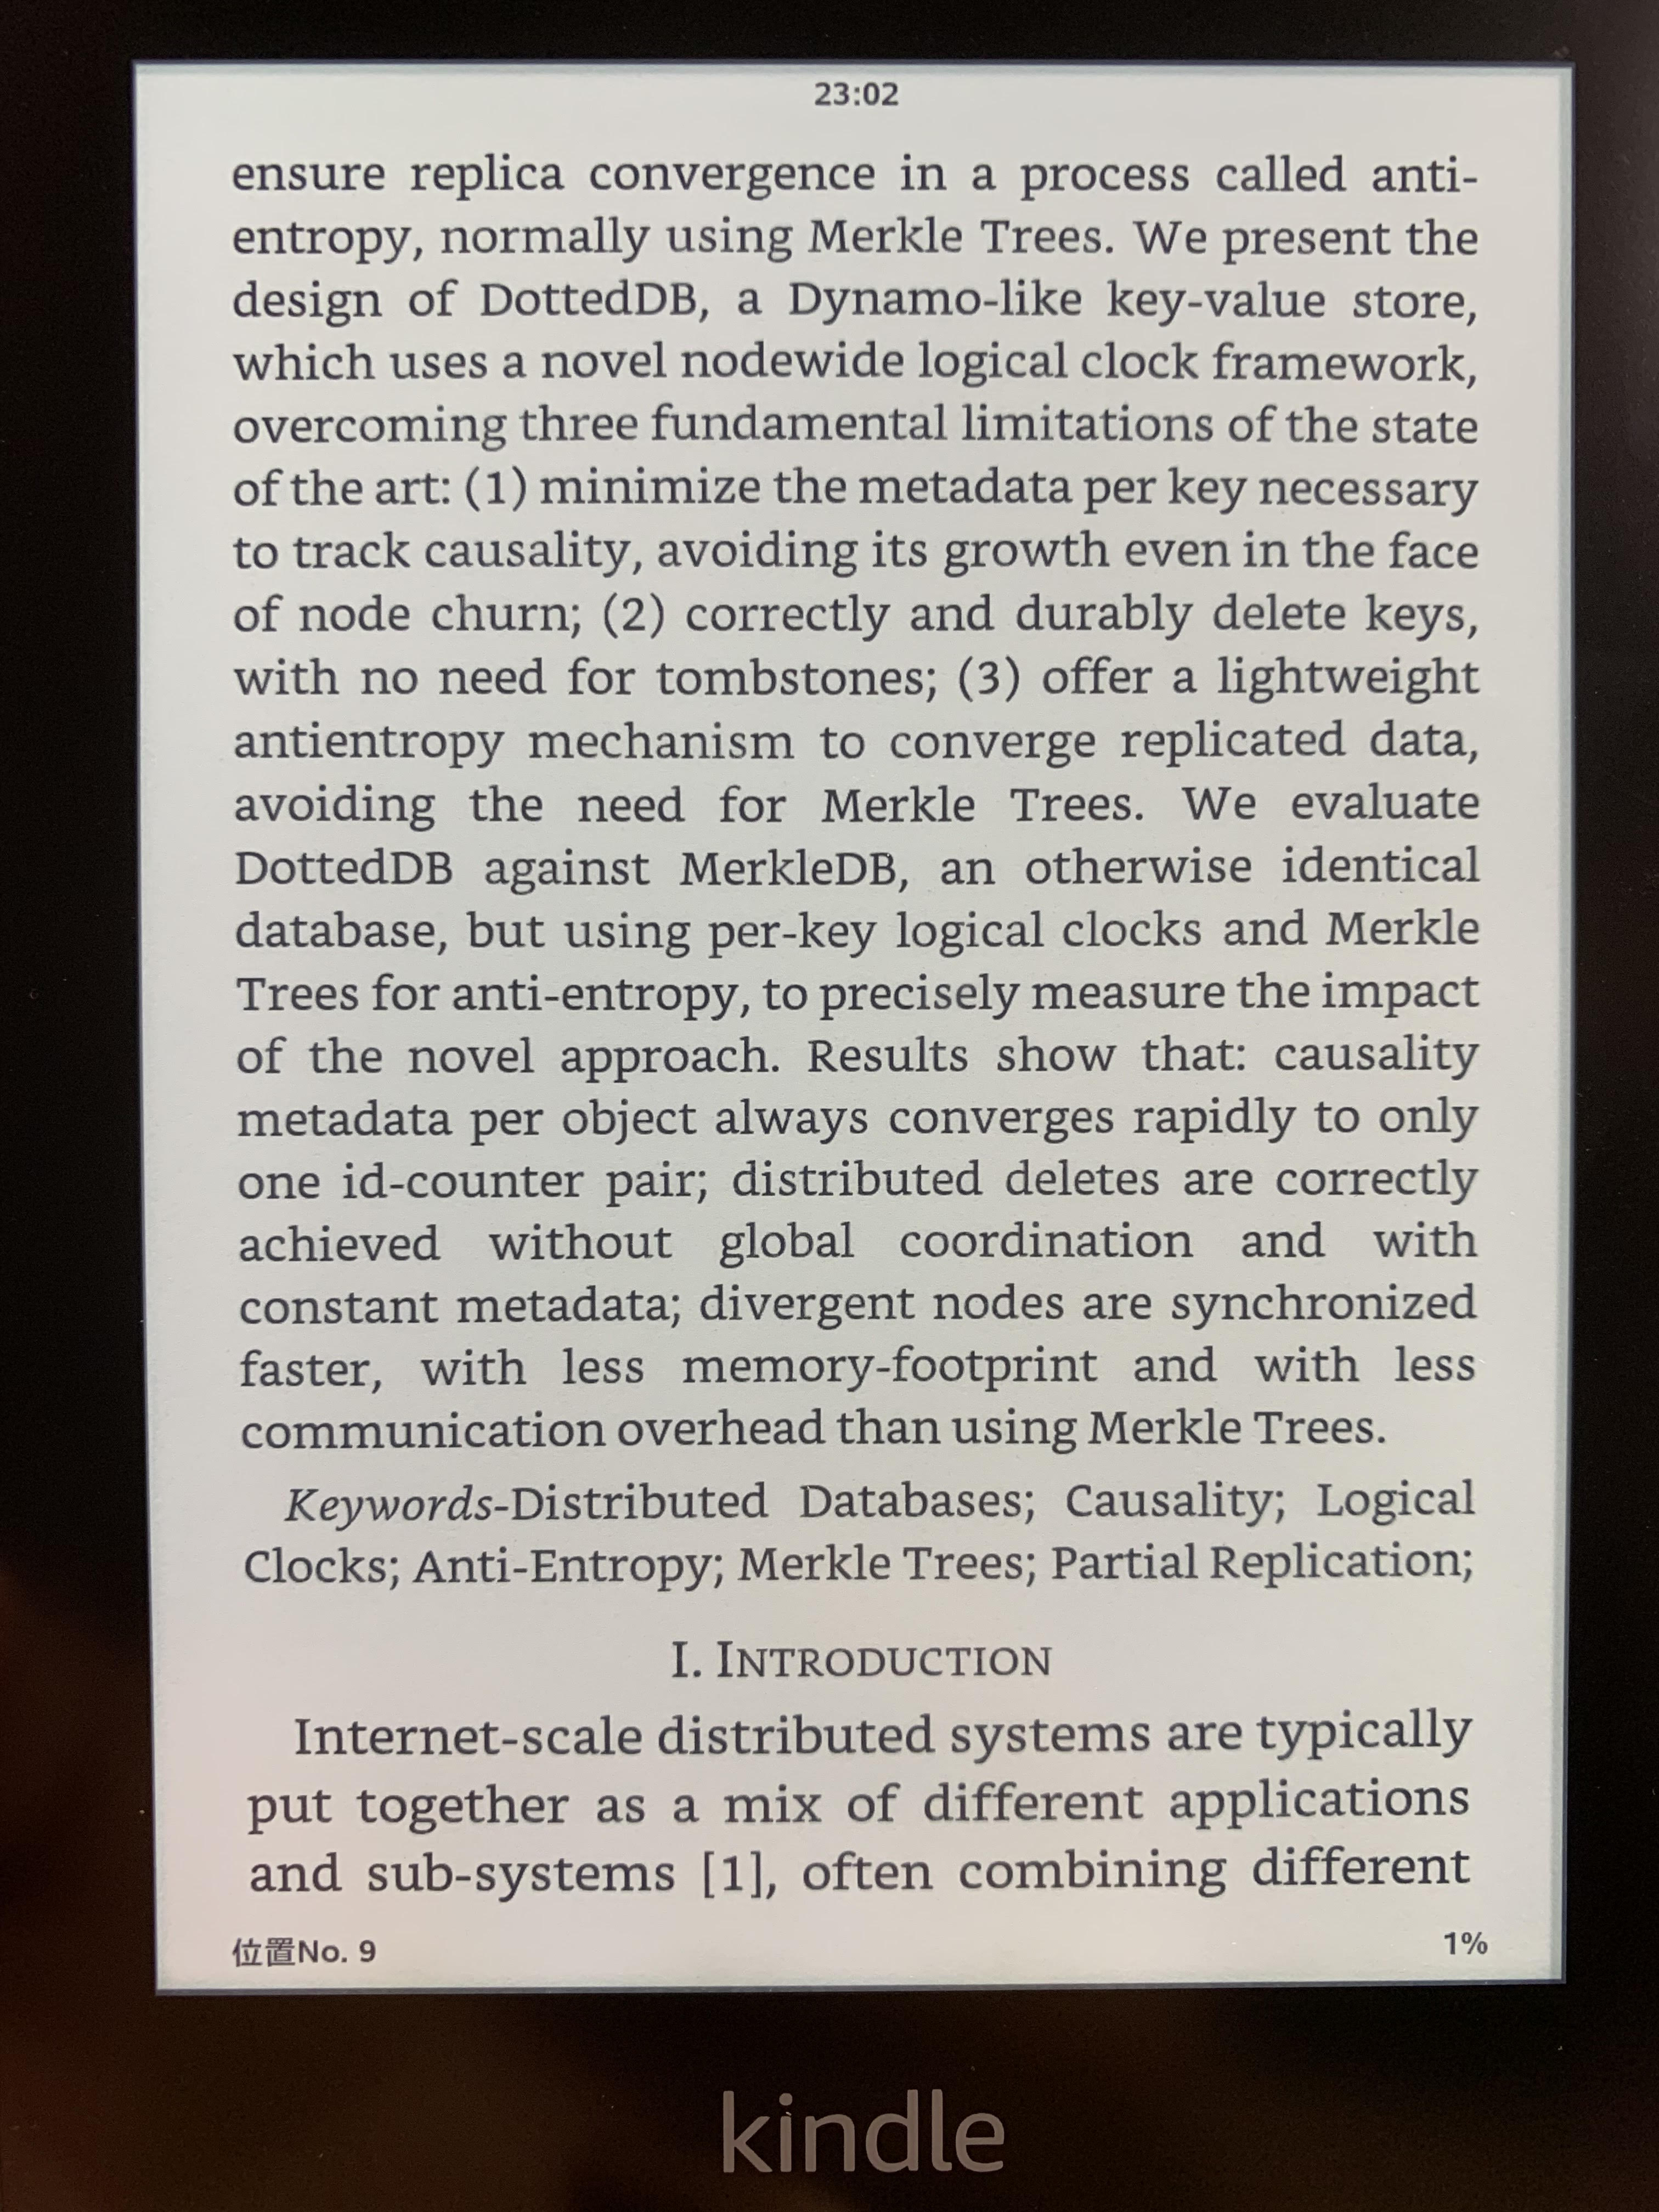 23:02
ensure replica convergence in a process called anti-
entropy, normally using Merkle Trees. We present the
design of DottedDB, a Dynamo-like key-value store,
which uses a novel nodewide logical clock framework,
overcoming three fundamental limitations of the state
of the art: (1) minimize the metadata per key necessary
to track causality, avoiding its growth even in the face
of node churn; (2) correctly and durably delete keys,
with no need for tombstones; (3) offer a lightweight
antientropy mechanism to converge replicated data,
avoiding the need for Merkle Trees. We evaluate
DottedDB against MerkleDB, an otherwise identical
database, but using per-key logical clocks and Merkle
Trees for anti-entropy, to precisely measure the impact
of the novel approach. Results show that: causality
metadata per object always converges rapidly to only
one id-counter pair; distributed deletes are correctly
achieved without global coordination and with
constant metadata; divergent nodes are synchronized
faster, with less memory-footprint and with less
communication overhead than using Merkle Trees.
Keywords-Distributed Databases; Causality; Logical
Clocks; Anti-Entropy; Merkle Trees; Partial Replication;
I. INTRODUCTION
Internet-scale distributed systems are typically
put together as a mix of different applications
and sub-systems [1], often combining different
位置No. 9
1%
kindle